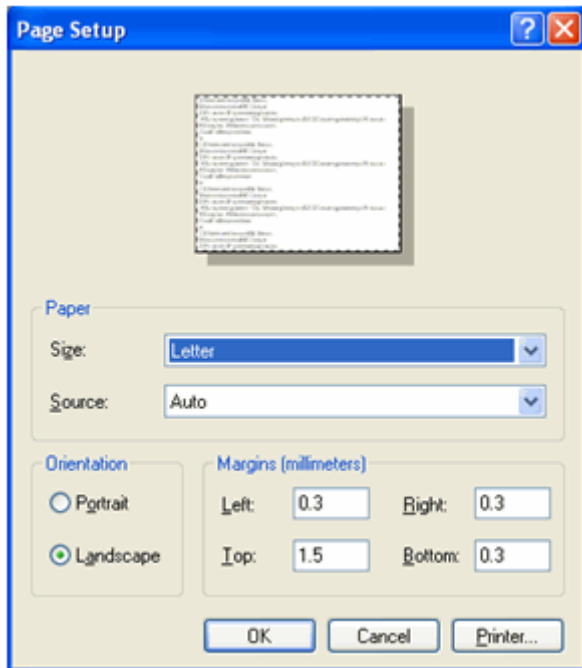 Page Setup
Paper
Size: Letter
Source: Auto
Orientation
Portrait
Landscape
Margins (millimeters)
Left: 0.3 Right: 0.3
Top: 1.5 Bottom: 0.3
OK Cancel Printer...